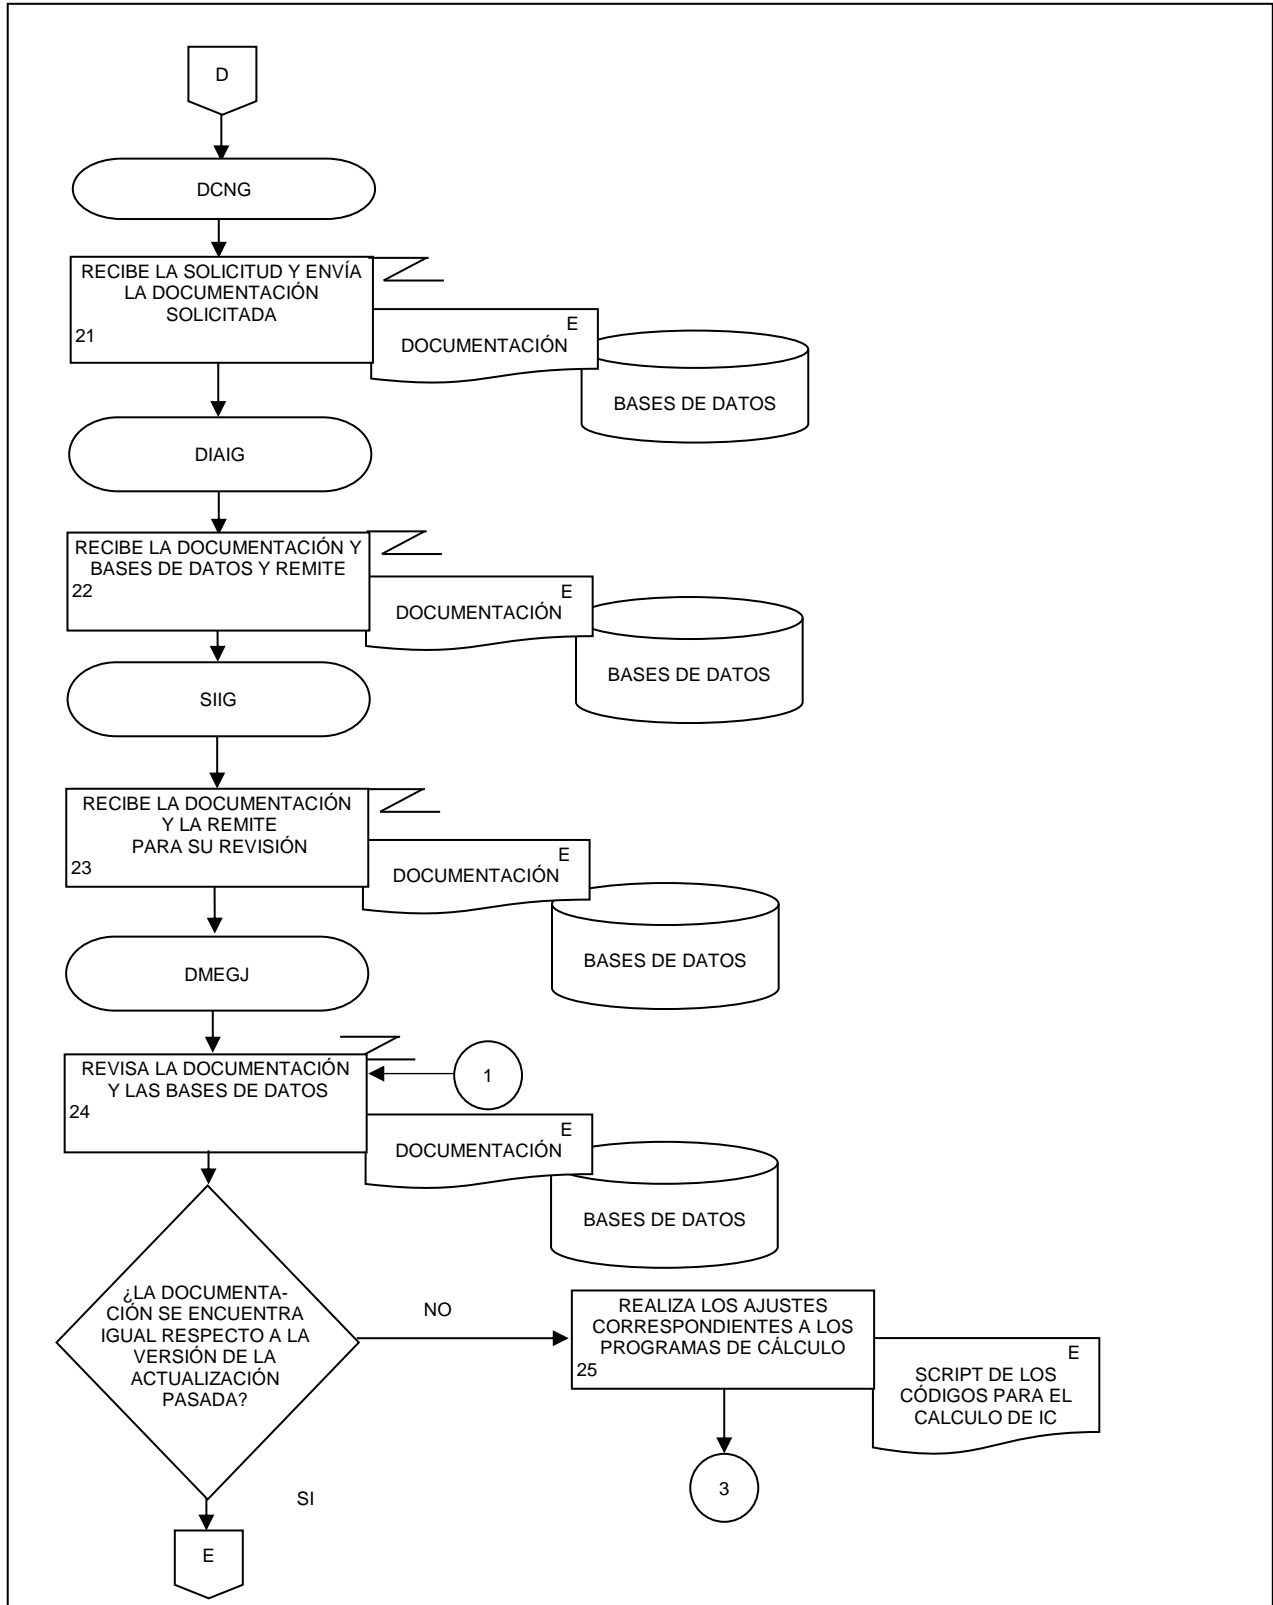 D
DCNG
RECIBE LA SOLICITUD Y ENVÍA
LA DOCUMENTACIÓN
SOLICITADA
21
E
DOCUMENTACIÓN
BASES DE DATOS
DIAIG
RECIBE LA DOCUMENTACIÓN Y
BASES DE DATOS Y REMITE
22
E
DOCUMENTACIÓN
BASES DE DATOS
SIIG
RECIBE LA DOCUMENTACIÓN
Y LA REMITE
PARA SU REVISIÓN
23
E
DOCUMENTACIÓN
BASES DE DATOS
DMEGJ
REVISA LA DOCUMENTACIÓN
Y LAS BASES DE DATOS
24
1
E
DOCUMENTACIÓN
BASES DE DATOS
¿LA DOCUMENTA-
CIÓN SE ENCUENTRA
IGUAL RESPECTO A LA
VERSIÓN DE LA
ACTUALIZACIÓN
PASADA?
NO
REALIZA LOS AJUSTES
CORRESPONDIENTES A LOS
PROGRAMAS DE CÁLCULO
25
E
SCRIPT DE LOS
CÓDIGOS PARA EL
CALCULO DE IC
3
SI
E